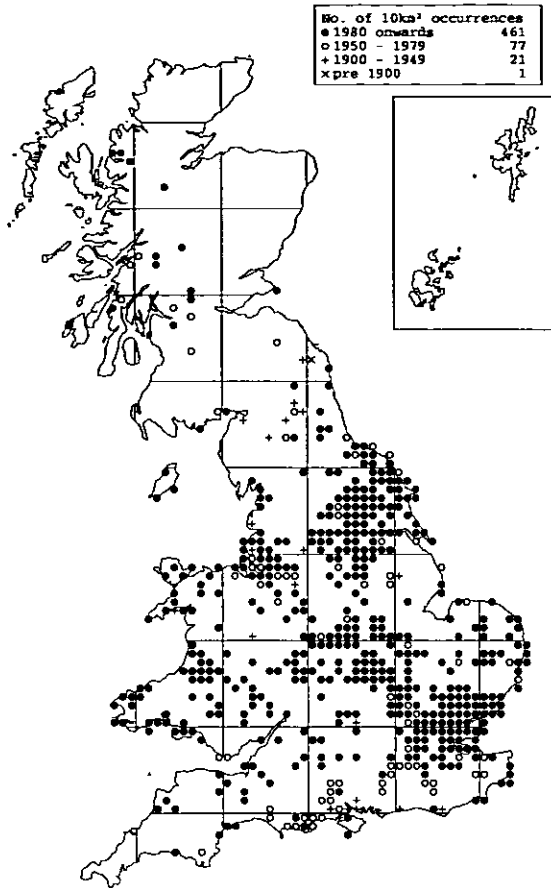 No. of 10km² occurrences
●1980 onwards 461
○1950 - 1979 77
+1900 - 1949 21
×pre 1900 1